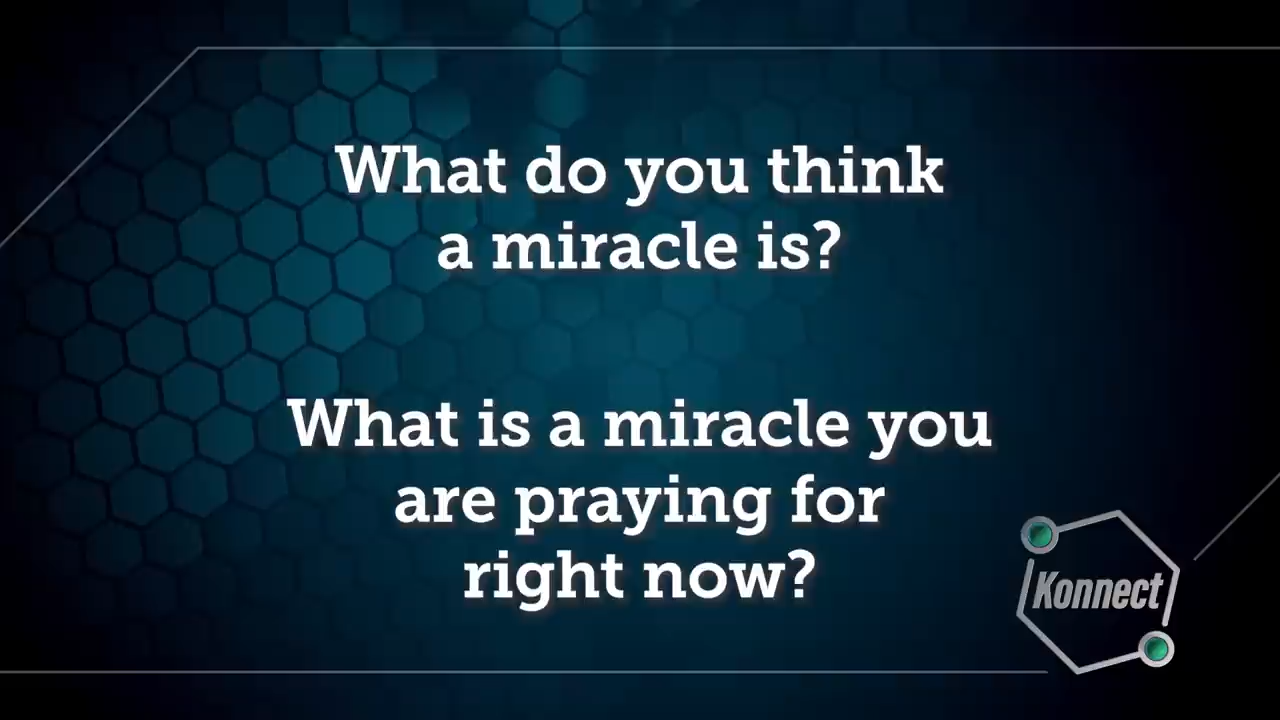 What do you think
a miracle is?
What is a miracle you
are praying for
right now?
Konnect